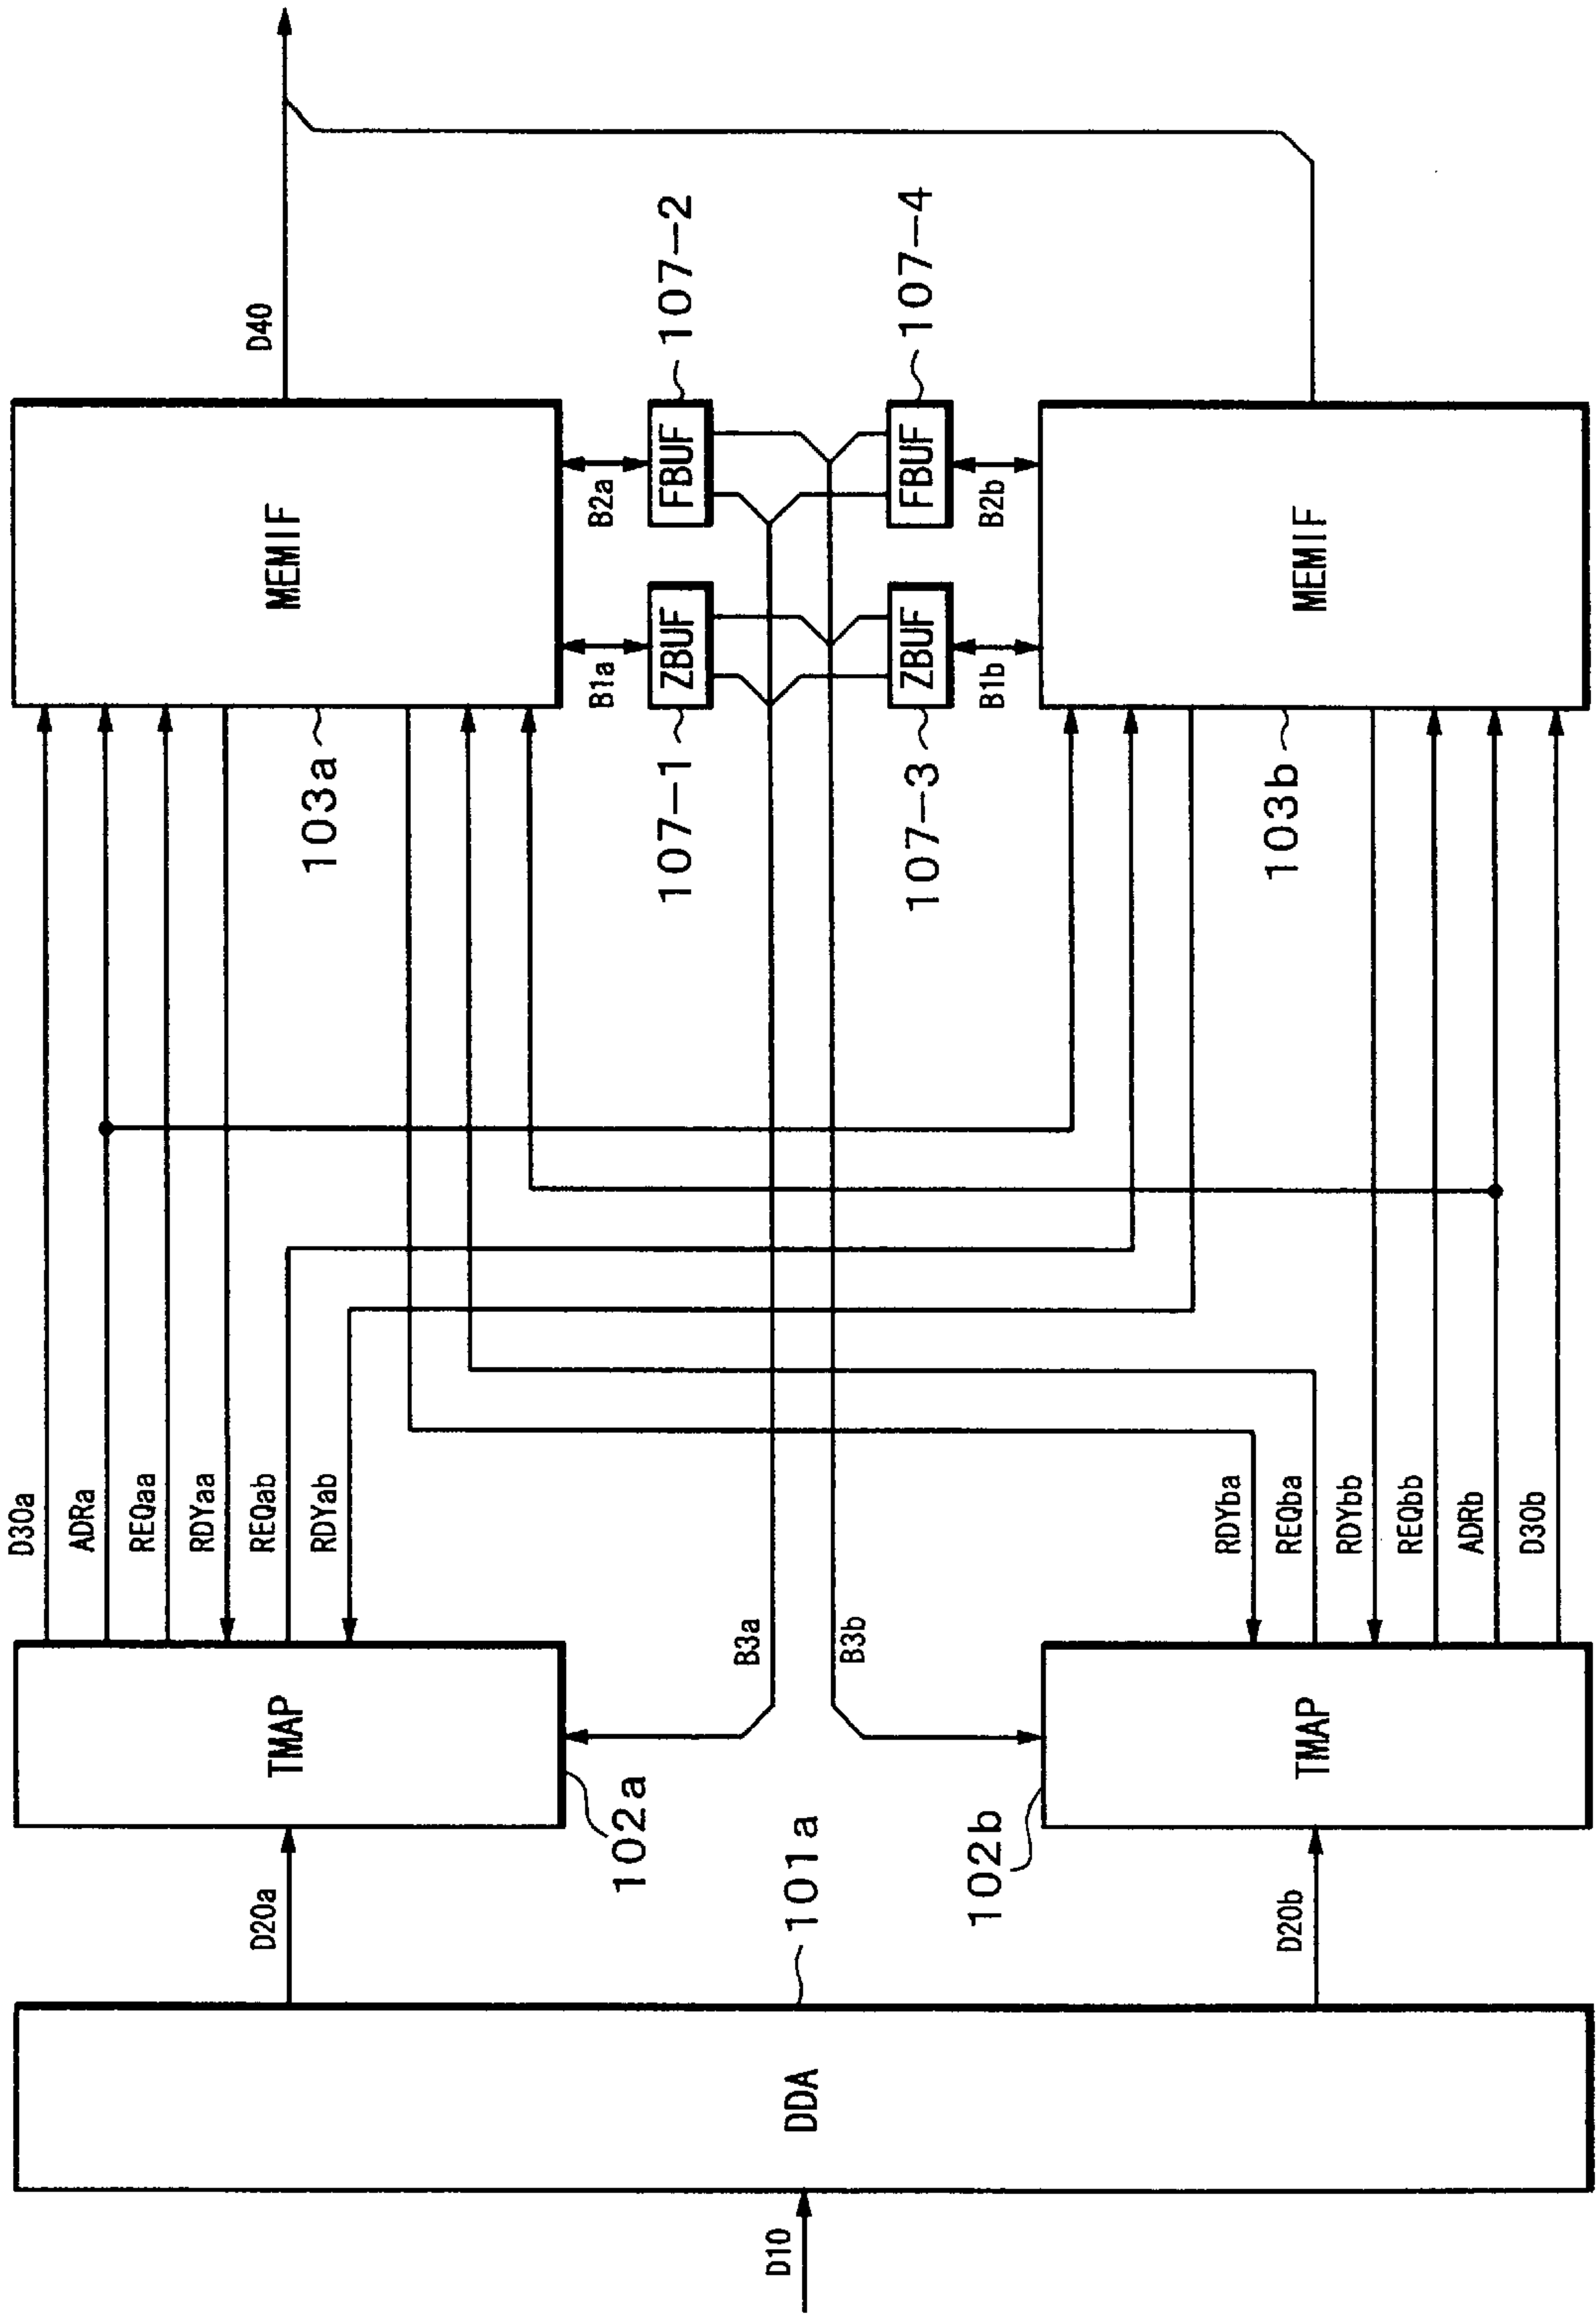 D10
DDA
101a
D20a
D20b
TMAP
102a
TMAP
102b
D30a
ADRa
REQaa
RDYaa
REQab
RDYab
B3a
B3b
RDYba
REQba
RDYbb
REQbb
ADRb
D30b
MEMIF
103a
MEMIF
103b
B1a
B2a
ZBUF
107-1
FBUF
107-2
ZBUF
107-3
FBUF
107-4
B1b
B2b
D40